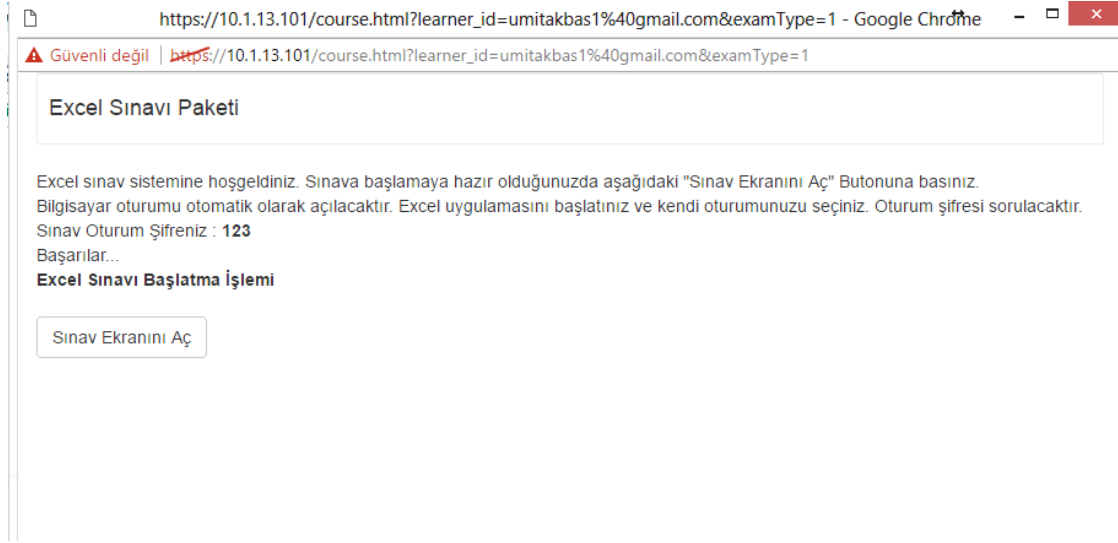 https://10.1.13.101/course.html?learner_id=umitakbas1%40gmail.com&examType=1 - Google Chrome
Güvenli değil | https://10.1.13.101/course.html?learner_id=umitakbas1%40gmail.com&examType=1
Excel Sınavı Paketi
Excel sınav sistemine hoşgeldiniz. Sınava başlamaya hazır olduğunuzda aşağıdaki "Sınav Ekranını Aç" Butonuna basınız.
Bilgisayar oturumu otomatik olarak açılacaktır. Excel uygulamasını başlatınız ve kendi oturumunuzu seçiniz. Oturum şifresi sorulacaktır.
Sınav Oturum Şifreniz : 123
Başarılar...
Excel Sınavı Başlatma İşlemi
Sınav Ekranını Aç